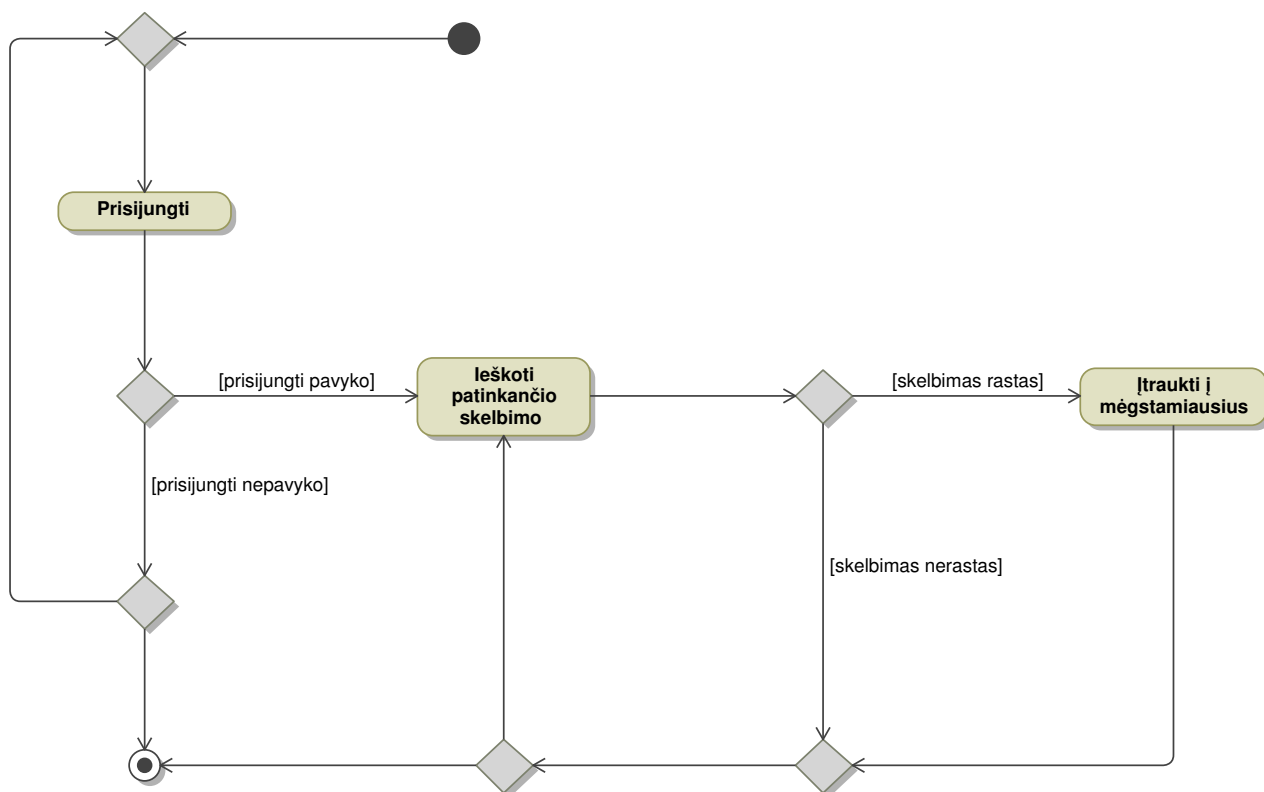 Prisijungti
[prisijungti pavyko]
Ieškoti
patinkančio
skelbimo
[skelbimas rastas]
Įtraukti į
mėgstamiausius
[prisijungti nepavyko]
[skelbimas nerastas]